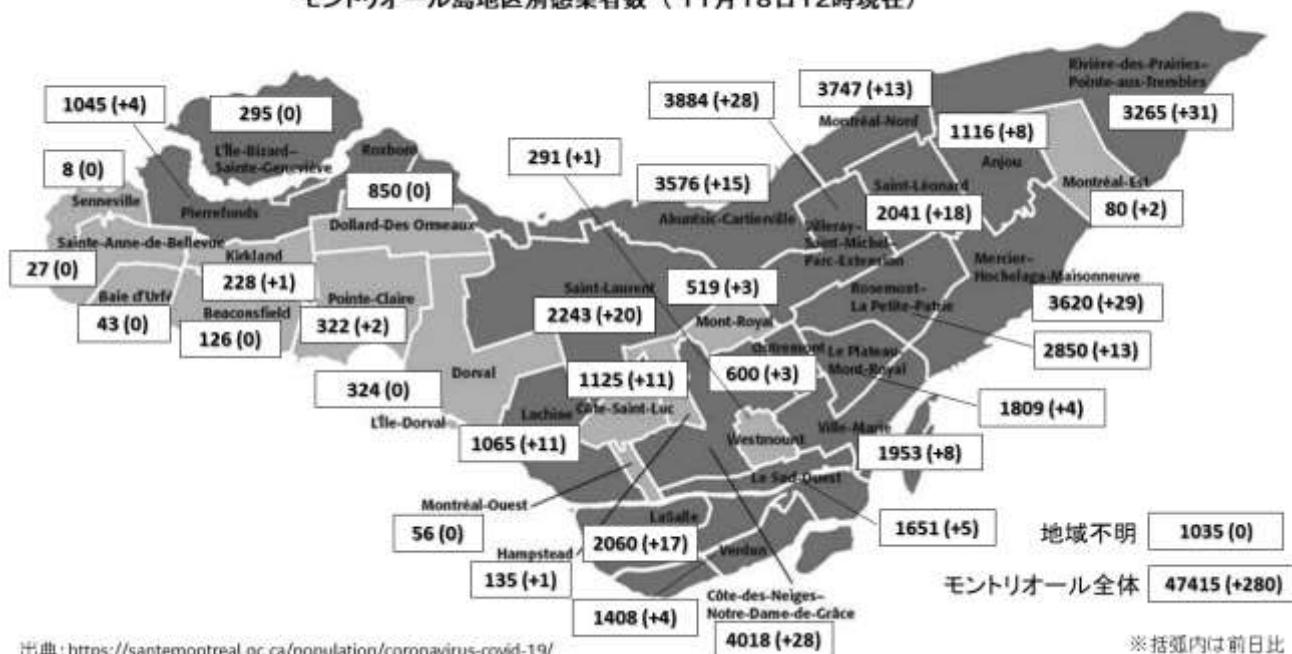 モントリオール島地区別感染者数（11月18日12時現在）
Rivière-des-Prairies–
Pointe-aux-Trembles
3265 (+31)
3747 (+13)
Montréal-Nord
3884 (+28)
1116 (+8)
Anjou
1045 (+4)
295 (0)
L'Île-Bizard–
Sainte-Geneviève
Roxboro
291 (+1)
8 (0)
Senneville
850 (0)
3576 (+15)
Saint-Léonard
2041 (+18)
Montréal-Est
80 (+2)
Pierrefonds
Dollard-Des Ormeaux
Ahuntsic-Cartierville
Villeray–
Saint-Michel–
Parc-Extension
Sainte-Anne-de-Bellevue
27 (0)
Kirkland
228 (+1)
Mercier–
Hochelaga-Maisonneuve
3620 (+29)
Baie d'Urfé
43 (0)
Beaconsfield
126 (0)
Pointe-Claire
322 (+2)
Saint-Laurent
2243 (+20)
519 (+3)
Mont-Royal
Rosemont–
La Petite-Patrie
2850 (+13)
Outremont
600 (+3)
Le Plateau-
Mont-Royal
1809 (+4)
324 (0)
L'Île-Dorval
Dorval
1125 (+11)
Côte-Saint-Luc
Lachine
1065 (+11)
Westmount
Ville-Marie
1953 (+8)
Le Sud-Ouest
1651 (+5)
Montréal-Ouest
56 (0)
LaSalle
2060 (+17)
Hampstead
135 (+1)
Verdun
1408 (+4)
Côte-des-Neiges–
Notre-Dame-de-Grâce
4018 (+28)
地域不明 1035 (0)
モントリオール全体 47415 (+280)
出典：https://santemontreal.qc.ca/population/coronavirus-covid-19/
※括弧内は前日比